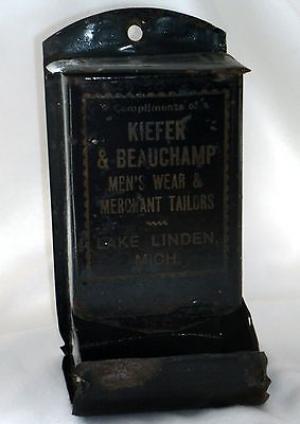 Compliments of
KIEFER
& BEAUCHAMP
MEN'S WEAR &
MERCHANT TAILORS
LAKE LINDEN,
MICH.